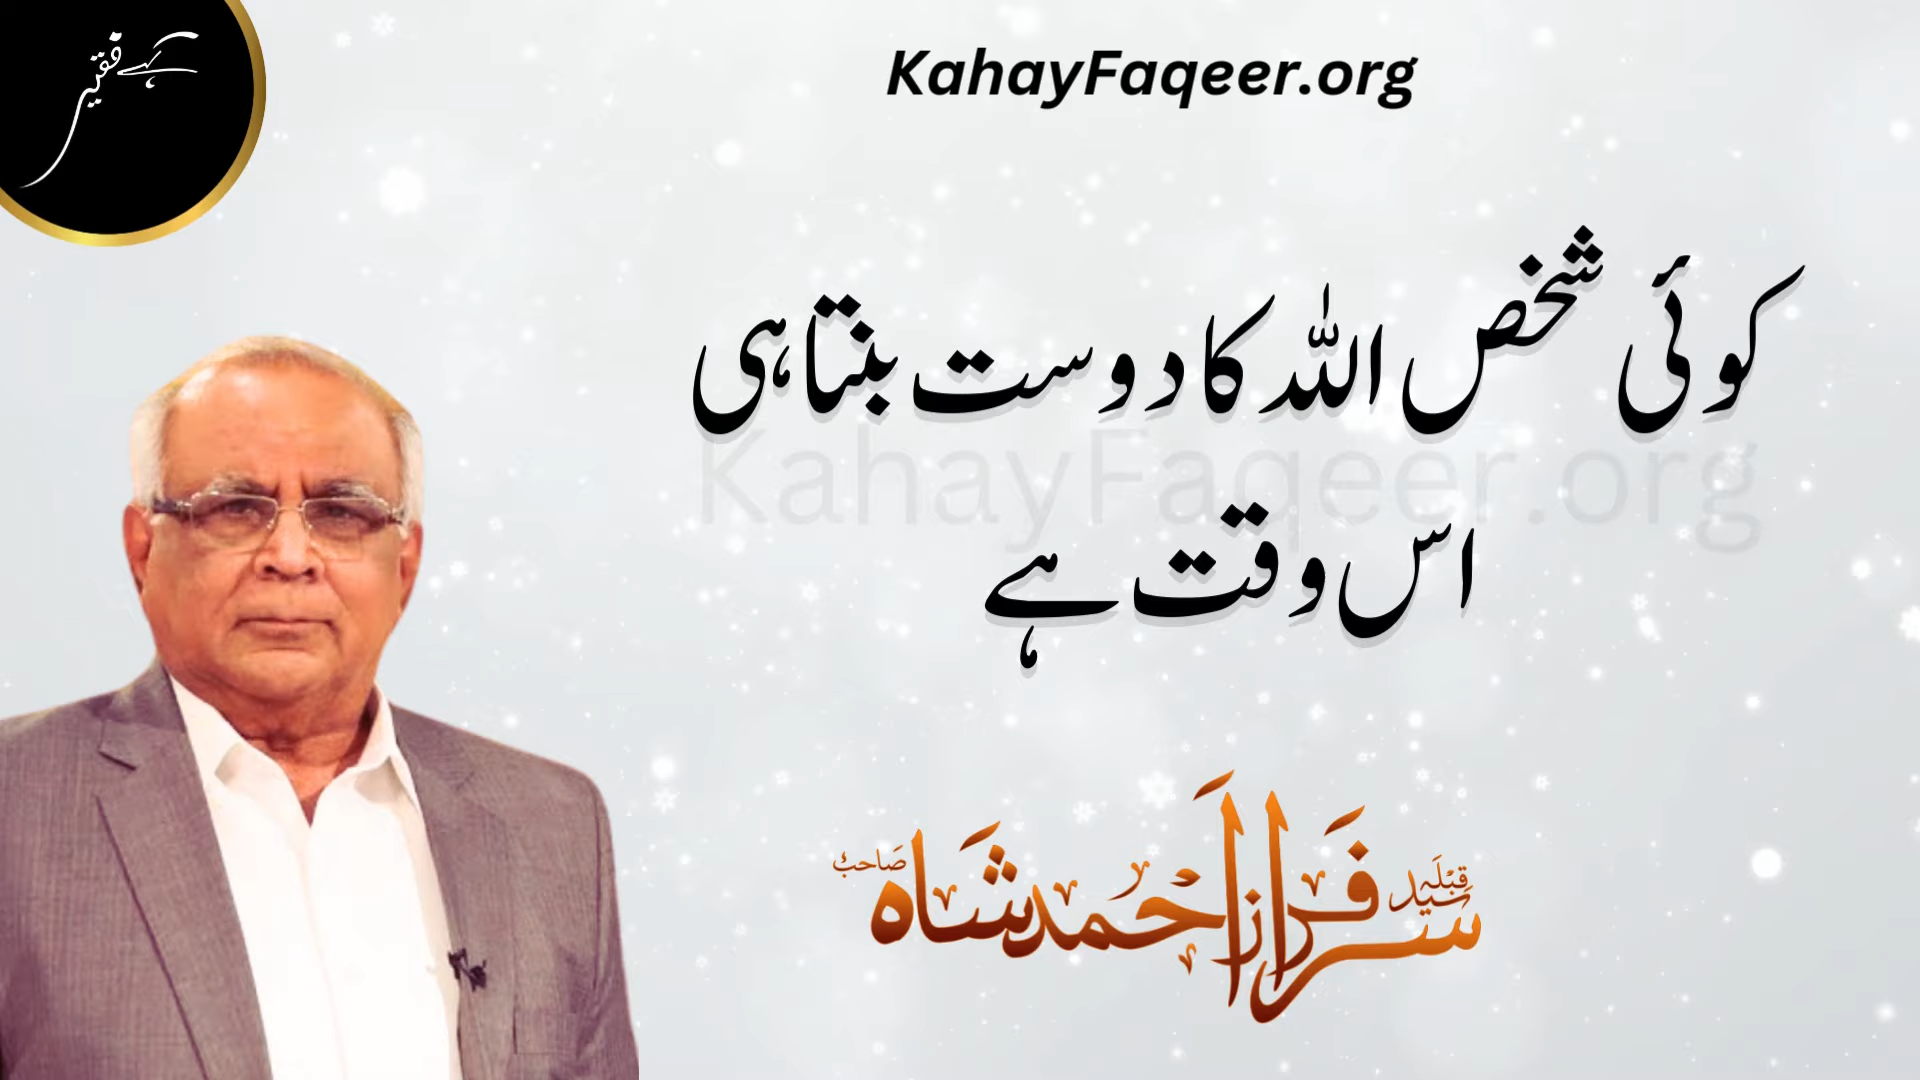 کہے فقیر
KahayFaqeer.org
کوئی شخص اللہ کا دوست بنتا ہی
KahayFaqeer.org
اس وقت ہے
قبلہ سید سرفراز احمد شاہ صاحب